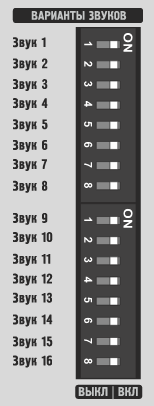 ВАРИАНТЫ ЗВУКОВ
Звук 1 1 ON
Звук 2 2
Звук 3 3
Звук 4 4
Звук 5 5
Звук 6 6
Звук 7 7
Звук 8 8
Звук 9 1 ON
Звук 10 2
Звук 11 3
Звук 12 4
Звук 13 5
Звук 14 6
Звук 15 7
Звук 16 8
ВЫКЛ | ВКЛ